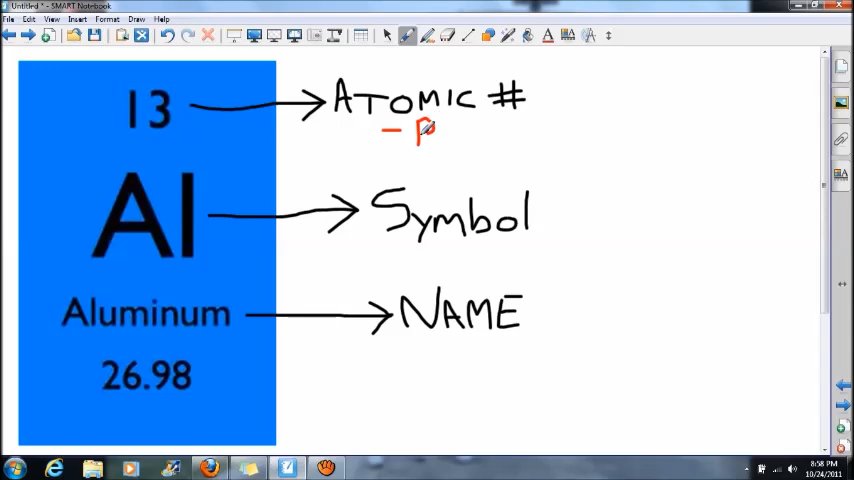 Untitled * - SMART Notebook
File Edit View Insert Format Draw Help
13 ATOMIC #
- P
Al Symbol
Aluminum NAME
26.98
8:58 PM
10/24/2011